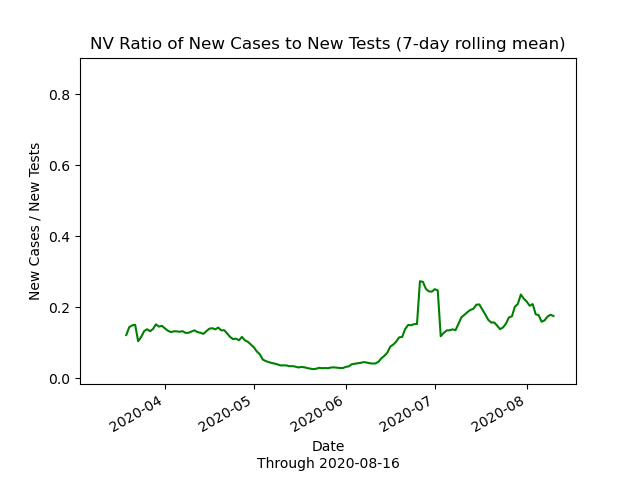 NV Ratio of New Cases to New Tests (7-day rolling mean)
0.8
0.6
0.4
0.2
0.0
New Cases / New Tests
2020-04
2020-05
2020-06
2020-07
2020-08
Date
Through 2020-08-16